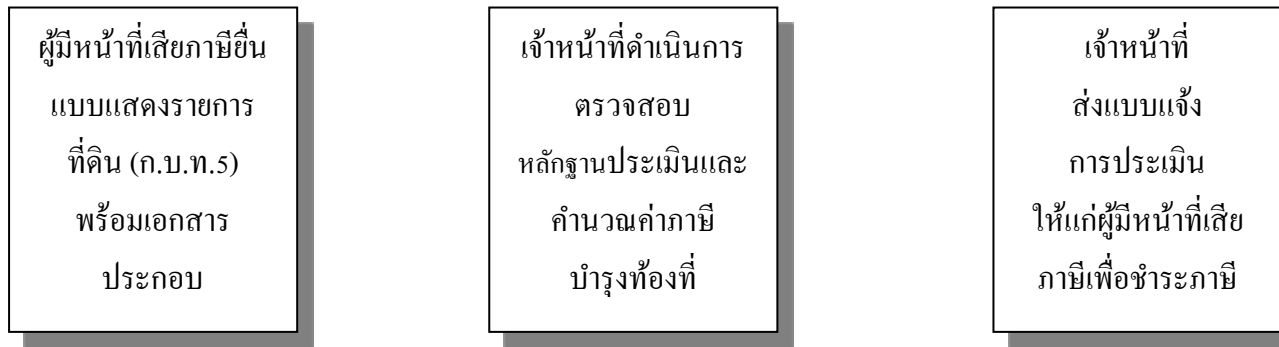 ผู้มีหน้าที่เสียภาษียื่น
แบบแสดงรายการ
ที่ดิน (ก.บ.ท.5)
พร้อมเอกสาร
ประกอบ
เจ้าหน้าที่ดำเนินการ
ตรวจสอบ
หลักฐานประเมินและ
คำนวณค่าภาษี
บำรุงท้องที่
เจ้าหน้าที่
ส่งแบบแจ้ง
การประเมิน
ให้แก่ผู้มีหน้าที่เสีย
ภาษีเพื่อชำระภาษี